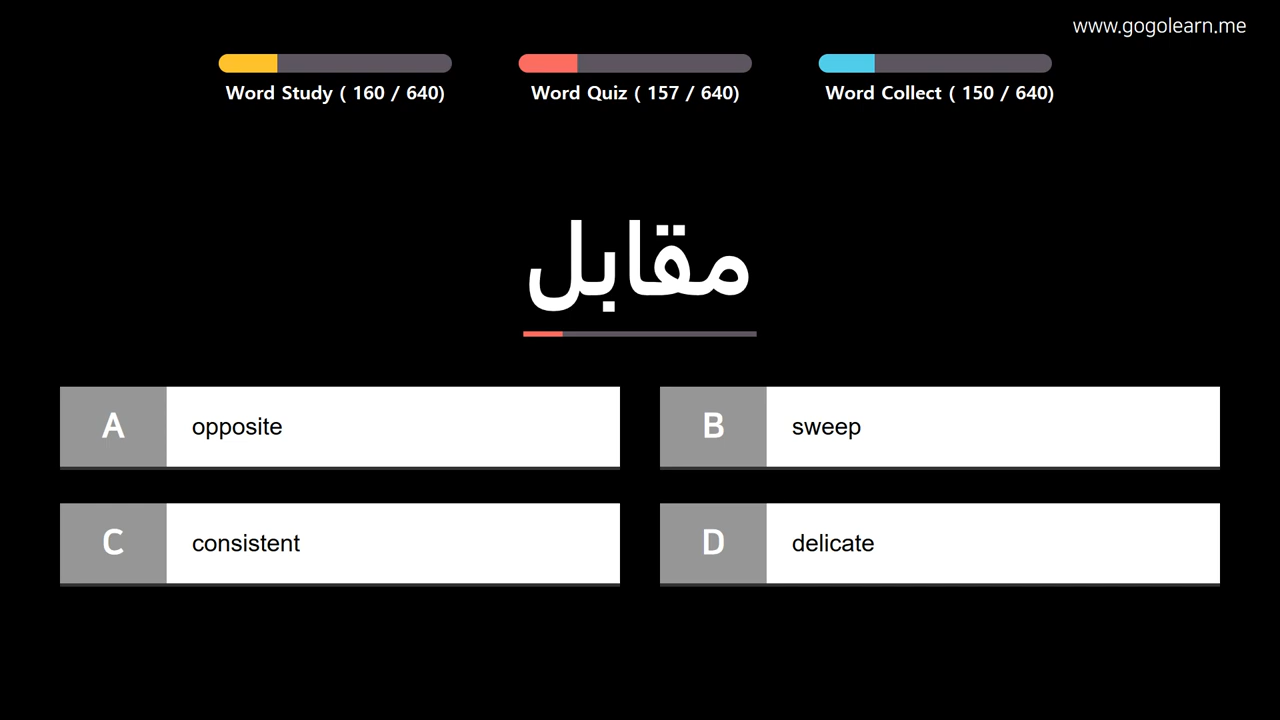 www.gogolearn.me
Word Study ( 160 / 640)
Word Quiz ( 157 / 640)
Word Collect ( 150 / 640)
مقابل
A opposite
B sweep
C consistent
D delicate